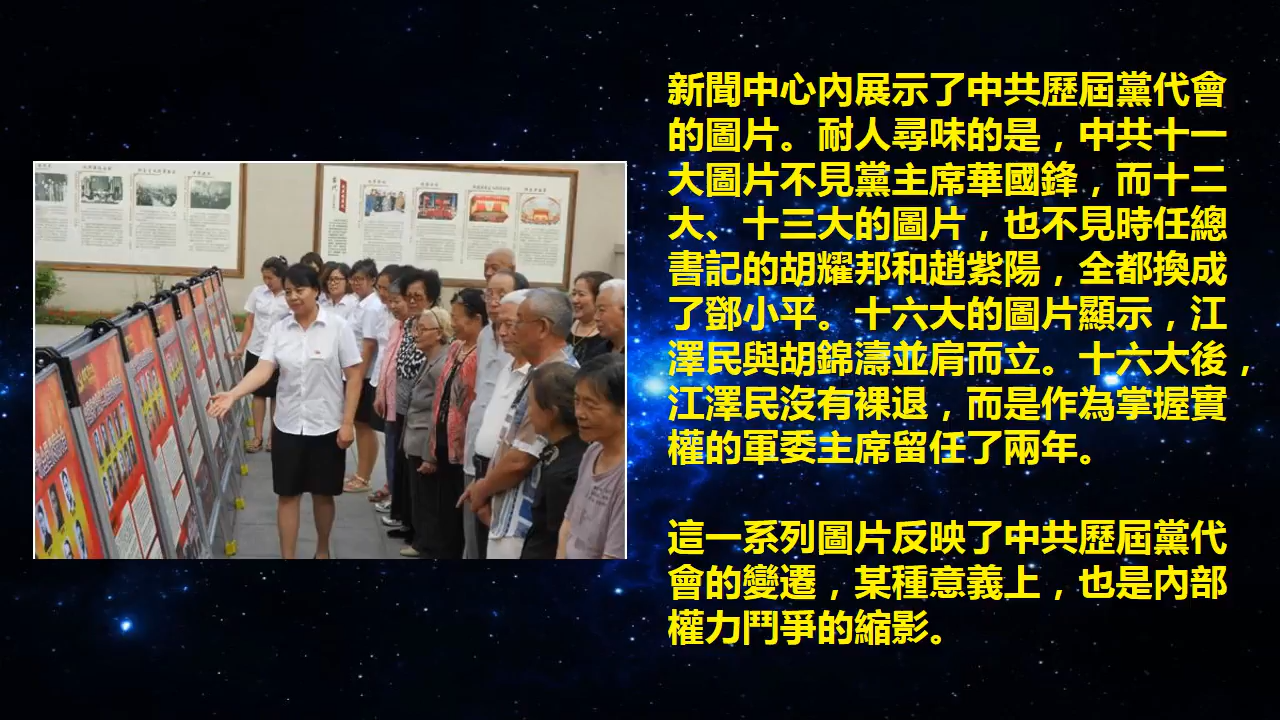 新聞中心內展示了中共歷屆黨代會
的圖片。耐人尋味的是，中共十一
大圖片不見黨主席華國鋒，而十二
大、十三大的圖片，也不見時任總
書記的胡耀邦和趙紫陽，全都換成
了鄧小平。十六大的圖片顯示，江
澤民與胡錦濤並肩而立。十六大後，
江澤民沒有裸退，而是作為掌握實
權的軍委主席留任了兩年。
這一系列圖片反映了中共歷屆黨代
會的變遷，某種意義上，也是內部
權力鬥爭的縮影。